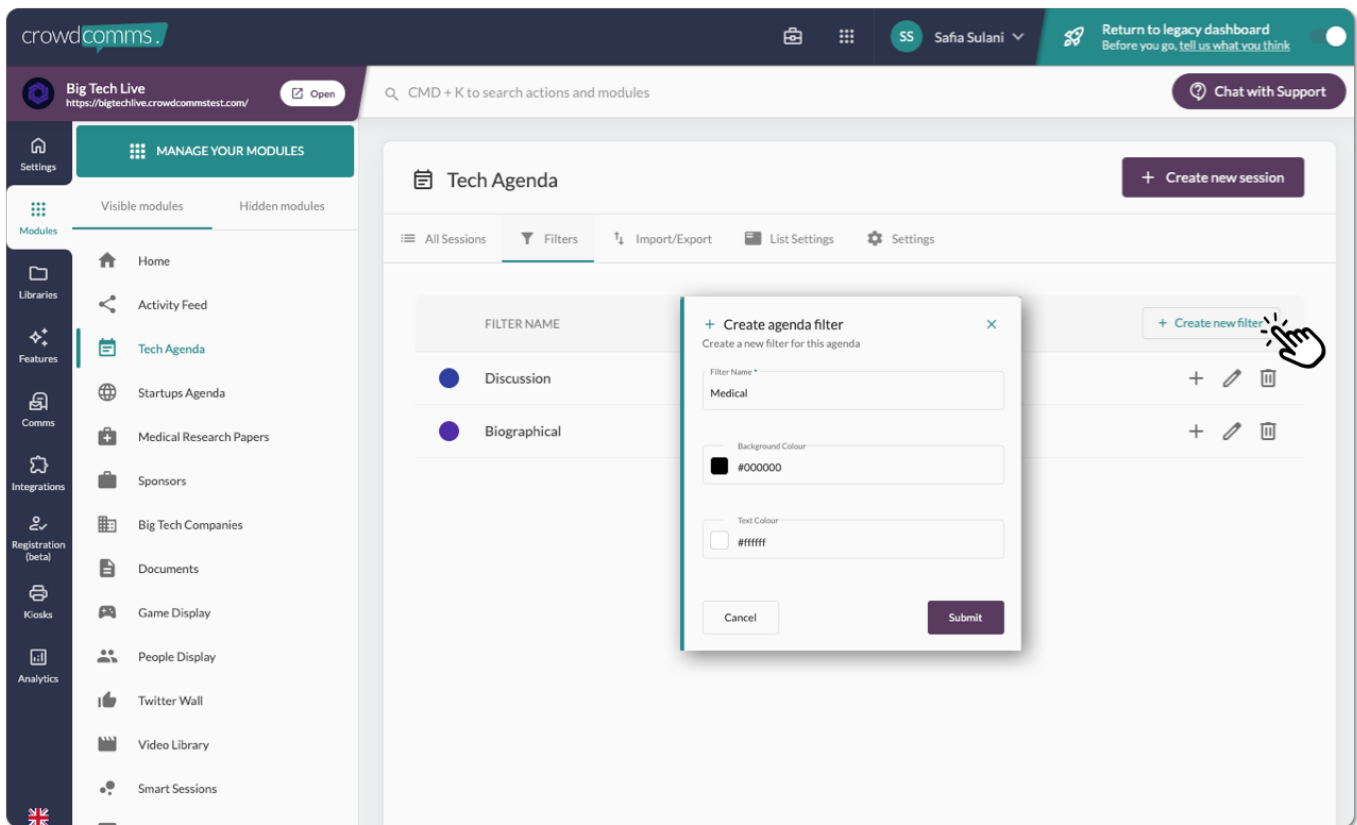 crowdcomms.
SS
Safia Sulani
Return to legacy dashboard
Before you go, tell us what you think
Big Tech Live
https://bigtechlive.crowdcommstest.com/
Open
CMD + K to search actions and modules
Chat with Support
Settings
Modules
Libraries
Features
Comms
Integrations
Registration
(beta)
Kiosks
Analytics
MANAGE YOUR MODULES
Visible modules
Hidden modules
Home
Activity Feed
Tech Agenda
Startups Agenda
Medical Research Papers
Sponsors
Big Tech Companies
Documents
Game Display
People Display
Twitter Wall
Video Library
Smart Sessions
Tech Agenda
+ Create new session
All Sessions
Filters
Import/Export
List Settings
Settings
FILTER NAME
+ Create new filter
Discussion
Biographical
+ Create agenda filter
Create a new filter for this agenda
Filter Name *
Medical
Background Colour
#000000
Text Colour
#ffffff
Cancel
Submit